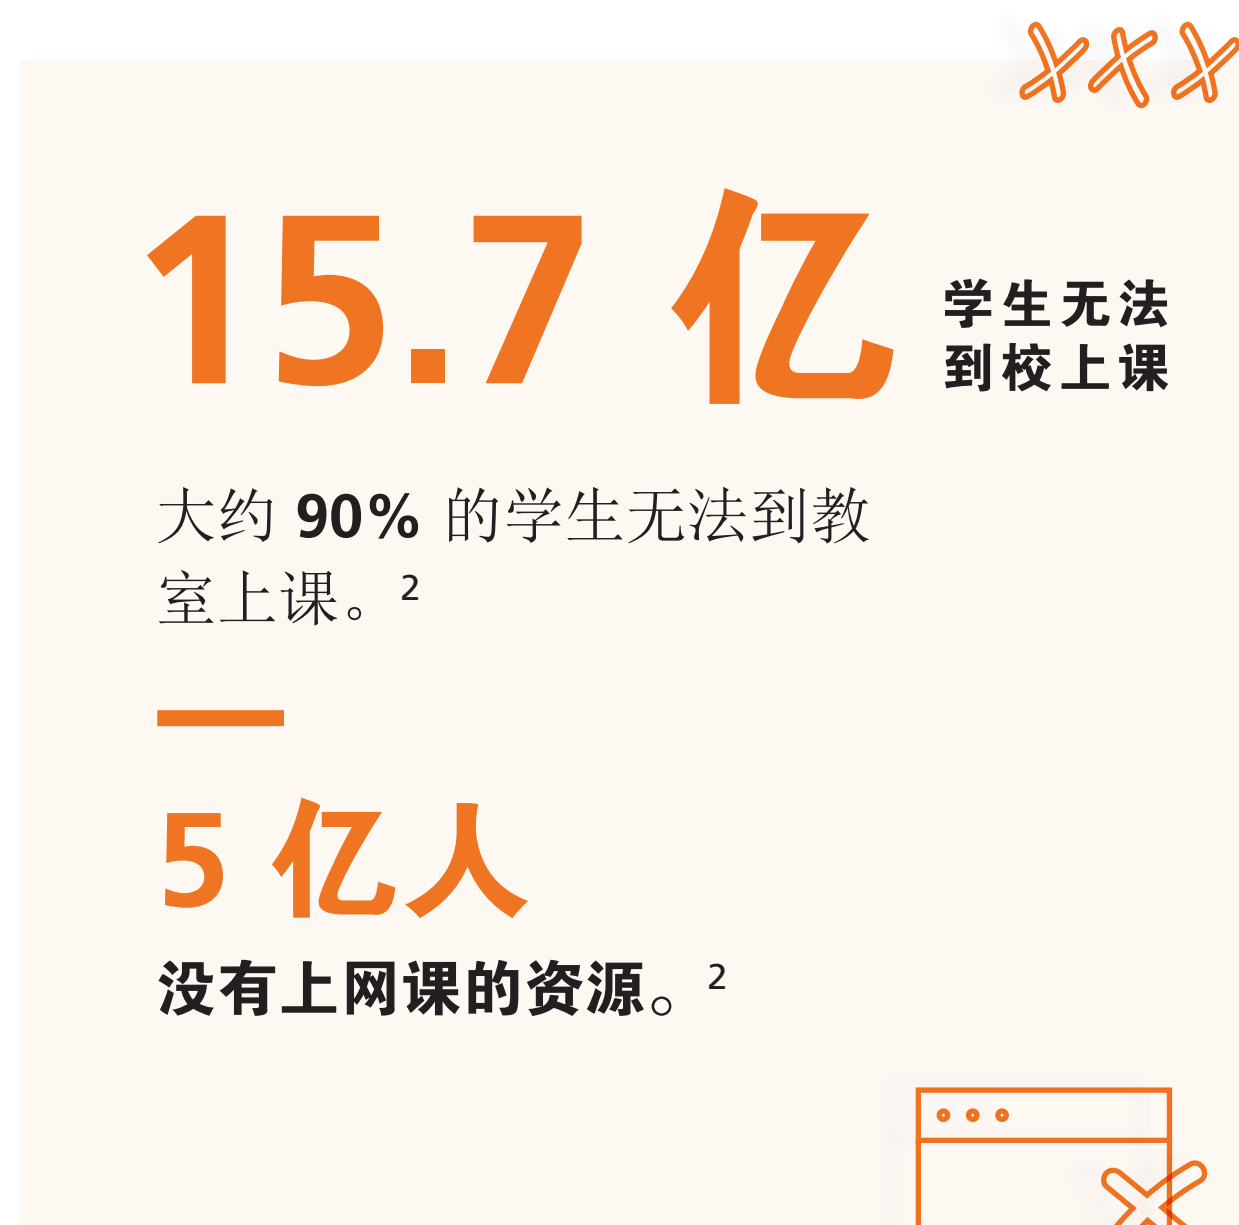 15.7 亿
学生无法
到校上课
大约 90% 的学生无法到教
室上课。2
5 亿人
没有上网课的资源。2